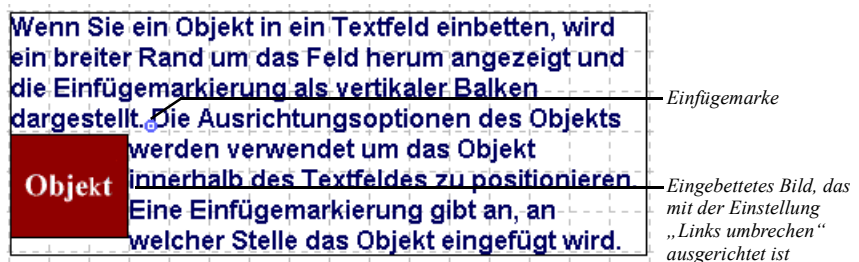 Wenn Sie ein Objekt in ein Textfeld einbetten, wird
ein breiter Rand um das Feld herum angezeigt und
die Einfügemarkierung als vertikaler Balken
dargestellt. Die Ausrichtungsoptionen des Objekts
werden verwendet um das Objekt
innerhalb des Textfeldes zu positionieren.
Eine Einfügemarkierung gibt an, an
welcher Stelle das Objekt eingefügt wird.
Objekt
Einfügemarke
Eingebettetes Bild, das
mit der Einstellung
„Links umbrechen“
ausgerichtet ist